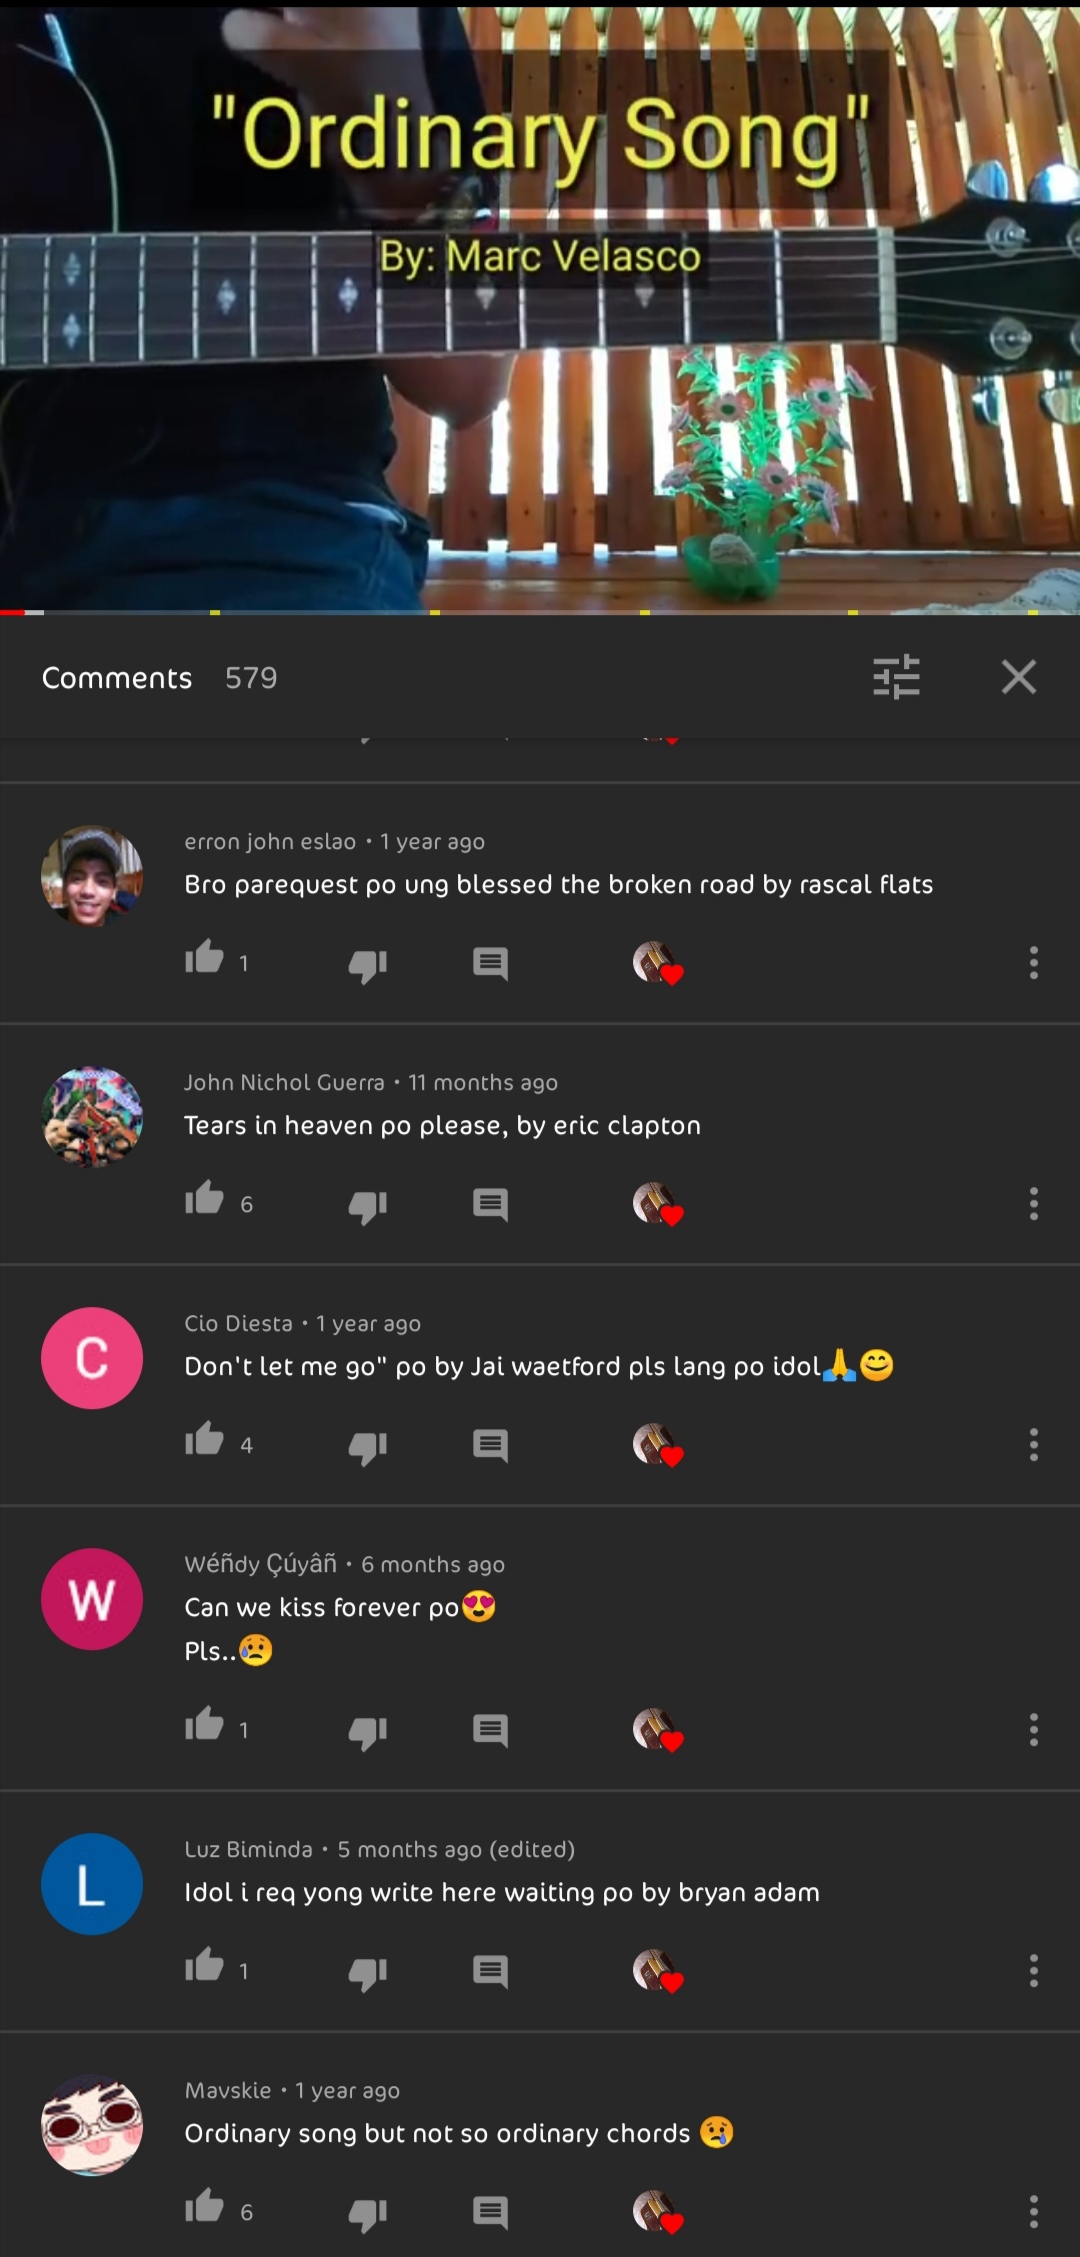 "Ordinary Song"
By: Marc Velasco
Comments 579
erron john eslao • 1 year ago
Bro parequest po ung blessed the broken road by rascal flats
1
John Nichol Guerra • 11 months ago
Tears in heaven po please, by eric clapton
6
C
Cio Diesta • 1 year ago
Don't let me go" po by Jai waetford pls lang po idol🙏😊
4
W
Wéñdy Çúyâñ • 6 months ago
Can we kiss forever po😍
Pls..😢
1
L
Luz Biminda • 5 months ago (edited)
Idol i req yong write here waiting po by bryan adam
1
Mavskie • 1 year ago
Ordinary song but not so ordinary chords 😢
6